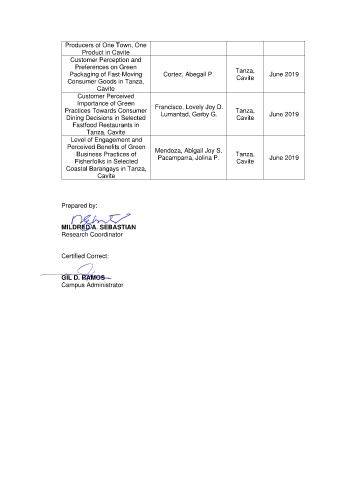 Producers of One Town, One
Product in Cavite
Customer Perception and
Preferences on Green
Packaging of Fast-Moving
Consumer Goods in Tanza,
Cavite
Cortez, Abegail P
Tanza,
Cavite
June 2019
Customer Perceived
Importance of Green
Practices Towards Consumer
Dining Decisions in Selected
Fastfood Restaurants in
Tanza, Cavite
Francisco, Lovely Joy D.
Lumantad, Gerby G.
Tanza,
Cavite
June 2019
Level of Engagement and
Perceived Benefits of Green
Business Practices of
Fisherfolks in Selected
Coastal Barangays in Tanza,
Cavite
Mendoza, Abigail Joy S.
Pacamparra, Jolina P.
Tanza,
Cavite
June 2019
Prepared by:
MILDRED A. SEBASTIAN
Research Coordinator
Certified Correct:
GIL D. RAMOS
Campus Administrator